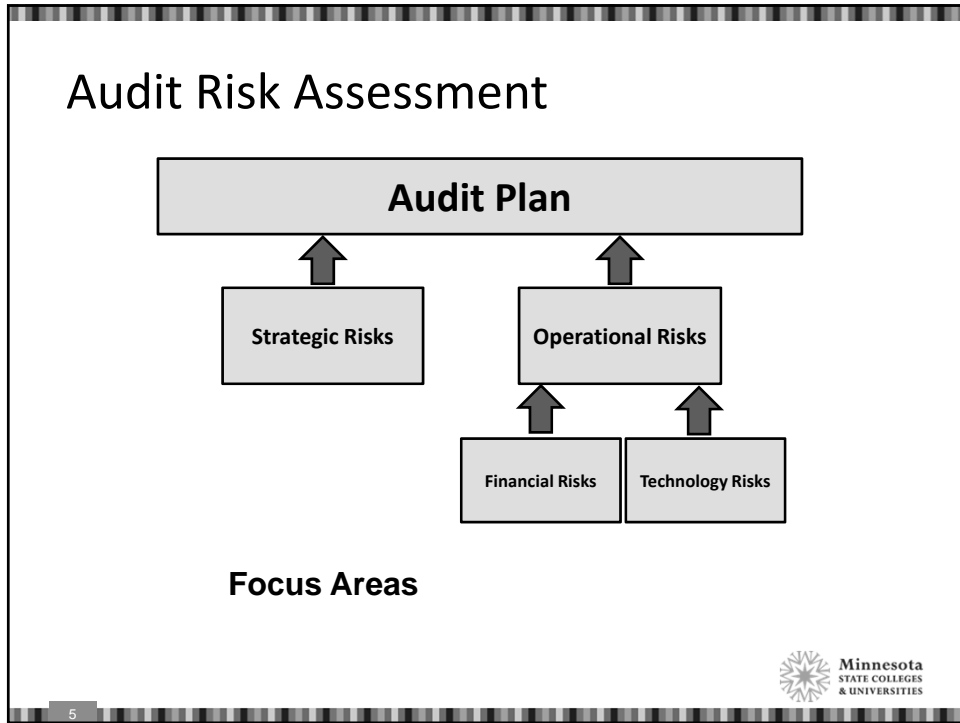 Audit Risk Assessment
Audit Plan
Strategic Risks
Operational Risks
Financial Risks
Technology Risks
Focus Areas
Minnesota
STATE COLLEGES
& UNIVERSITIES
5